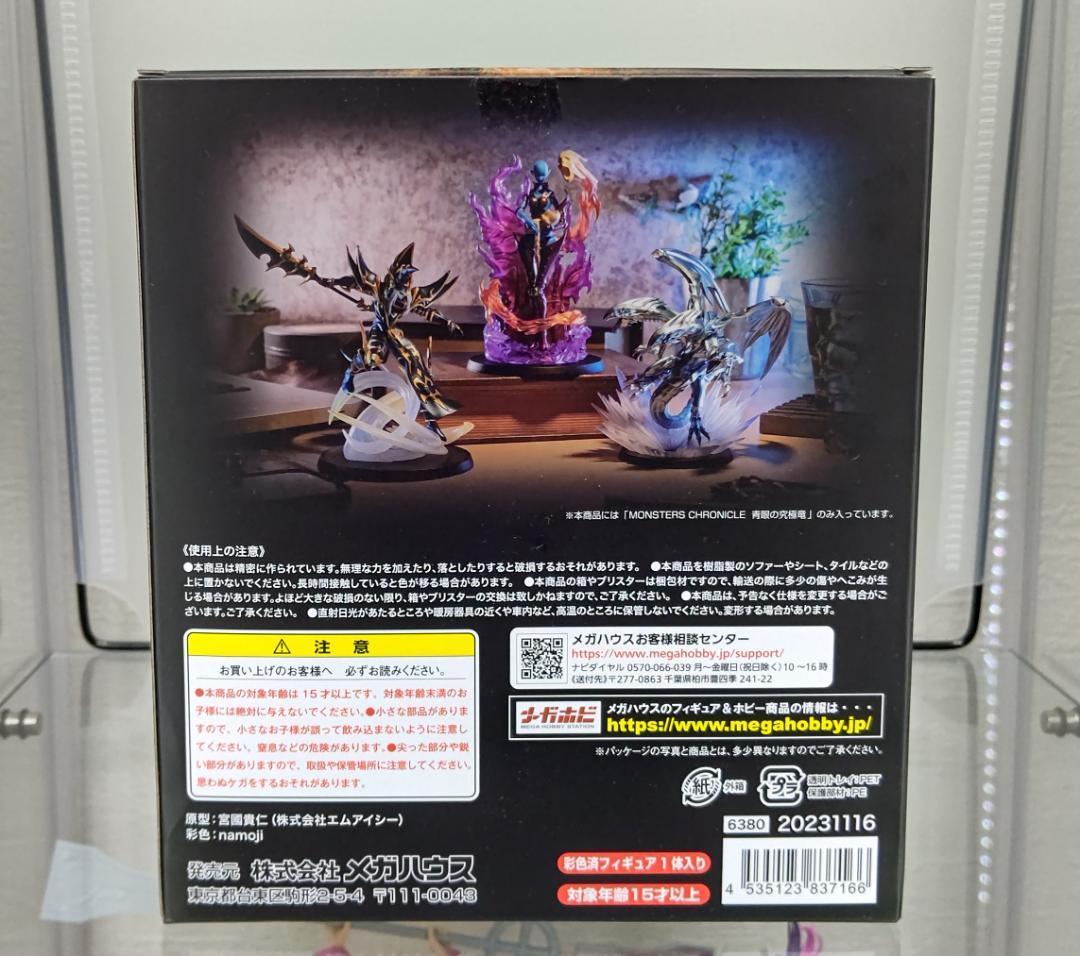 ※本商品には「MONSTERS CHRONICLE 青眼の究極竜」のみ入っています。
《使用上の注意》
●本商品は精密に作られています。無理な力を加えたり、落としたりすると破損するおそれがあります。 ●本商品を樹脂製のソファーやシート、タイルなどの
上に置かないでください。長時間接触していると色が移る場合があります。 ●本商品の箱やブリスターは梱包材ですので、輸送の際に多少の傷やへこみが生
じる場合があります。よほど大きな破損のない限り、箱やブリスターの交換は致しかねますので、ご了承ください。 ●本商品は、予告なく仕様を変更する場合がご
ざいます。ご了承ください。 ●直射日光があたるところや暖房器具の近くや車内など、高温のところに保管しないでください。変形する場合があります。
⚠ 注 意
お買い上げのお客様へ 必ずお読みください。
●本商品の対象年齢は15才以上です。対象年齢未満のお
子様には絶対に与えないでください。●小さな部品がありま
すので、小さなお子様が誤って飲み込まないように注意し
てください。窒息などの危険があります。●尖った部分や鋭
い部分がありますので、取扱や保管場所に注意してください。
思わぬケガをするおそれがあります。
メガハウスお客様相談センター
https://www.megahobby.jp/support/
ナビダイヤル 0570-066-039 月～金曜日(祝日除く)10～16時
《送付先》〒277-0863 千葉県柏市豊四季 241-22
メガホビ
MEGA HOBBY STATION
メガハウスのフィギュア&ホビー商品の情報は・・・
https://www.megahobby.jp/
※パッケージの写真と商品とは、多少異なりますのでご了承ください。
紙 外箱
プラ
透明トレイ:PET
保護部材:PE
原型:宮國貴仁(株式会社エムアイシー)
彩色:namoji
6380 20231116
発売元 株式会社 メガハウス
東京都台東区駒形2-5-4 〒111-0043
彩色済フィギュア1体入り
対象年齢15才以上
4 535123 837166